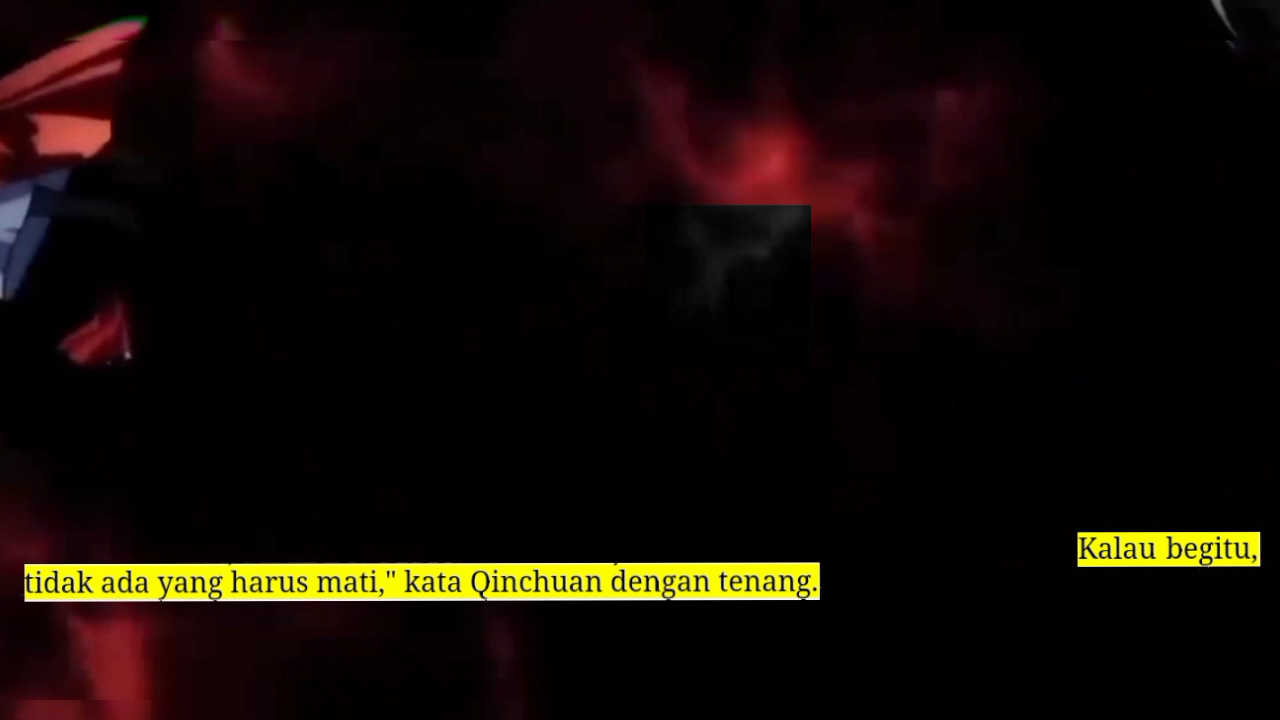 Kalau begitu,
tidak ada yang harus mati," kata Qinchuan dengan tenang.